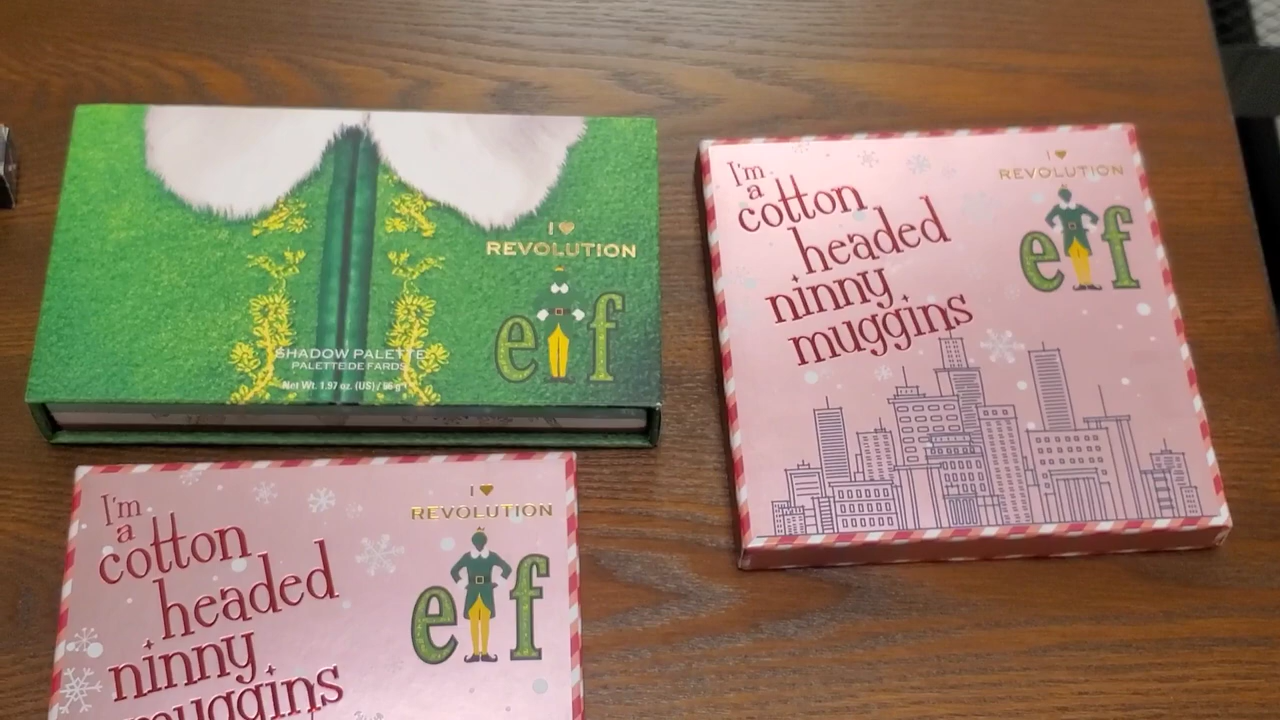 I ♥
REVOLUTION
elf
SHADOW PALETTE
PALETTE DE FARDS
Net Wt. 1.97 oz. (US) / 56 g
I'm
a
cotton
headed
ninny
muggins
I ♥
REVOLUTION
elf
I'm
a
cotton
headed
ninny
muggins
I ♥
REVOLUTION
elf